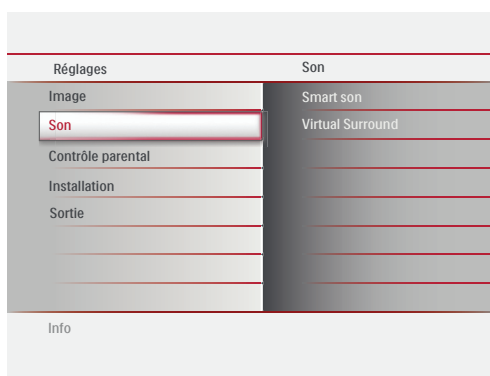 Réglages
Son
Image
Smart son
Son
Virtual Surround
Contrôle parental
Installation
Sortie
Info